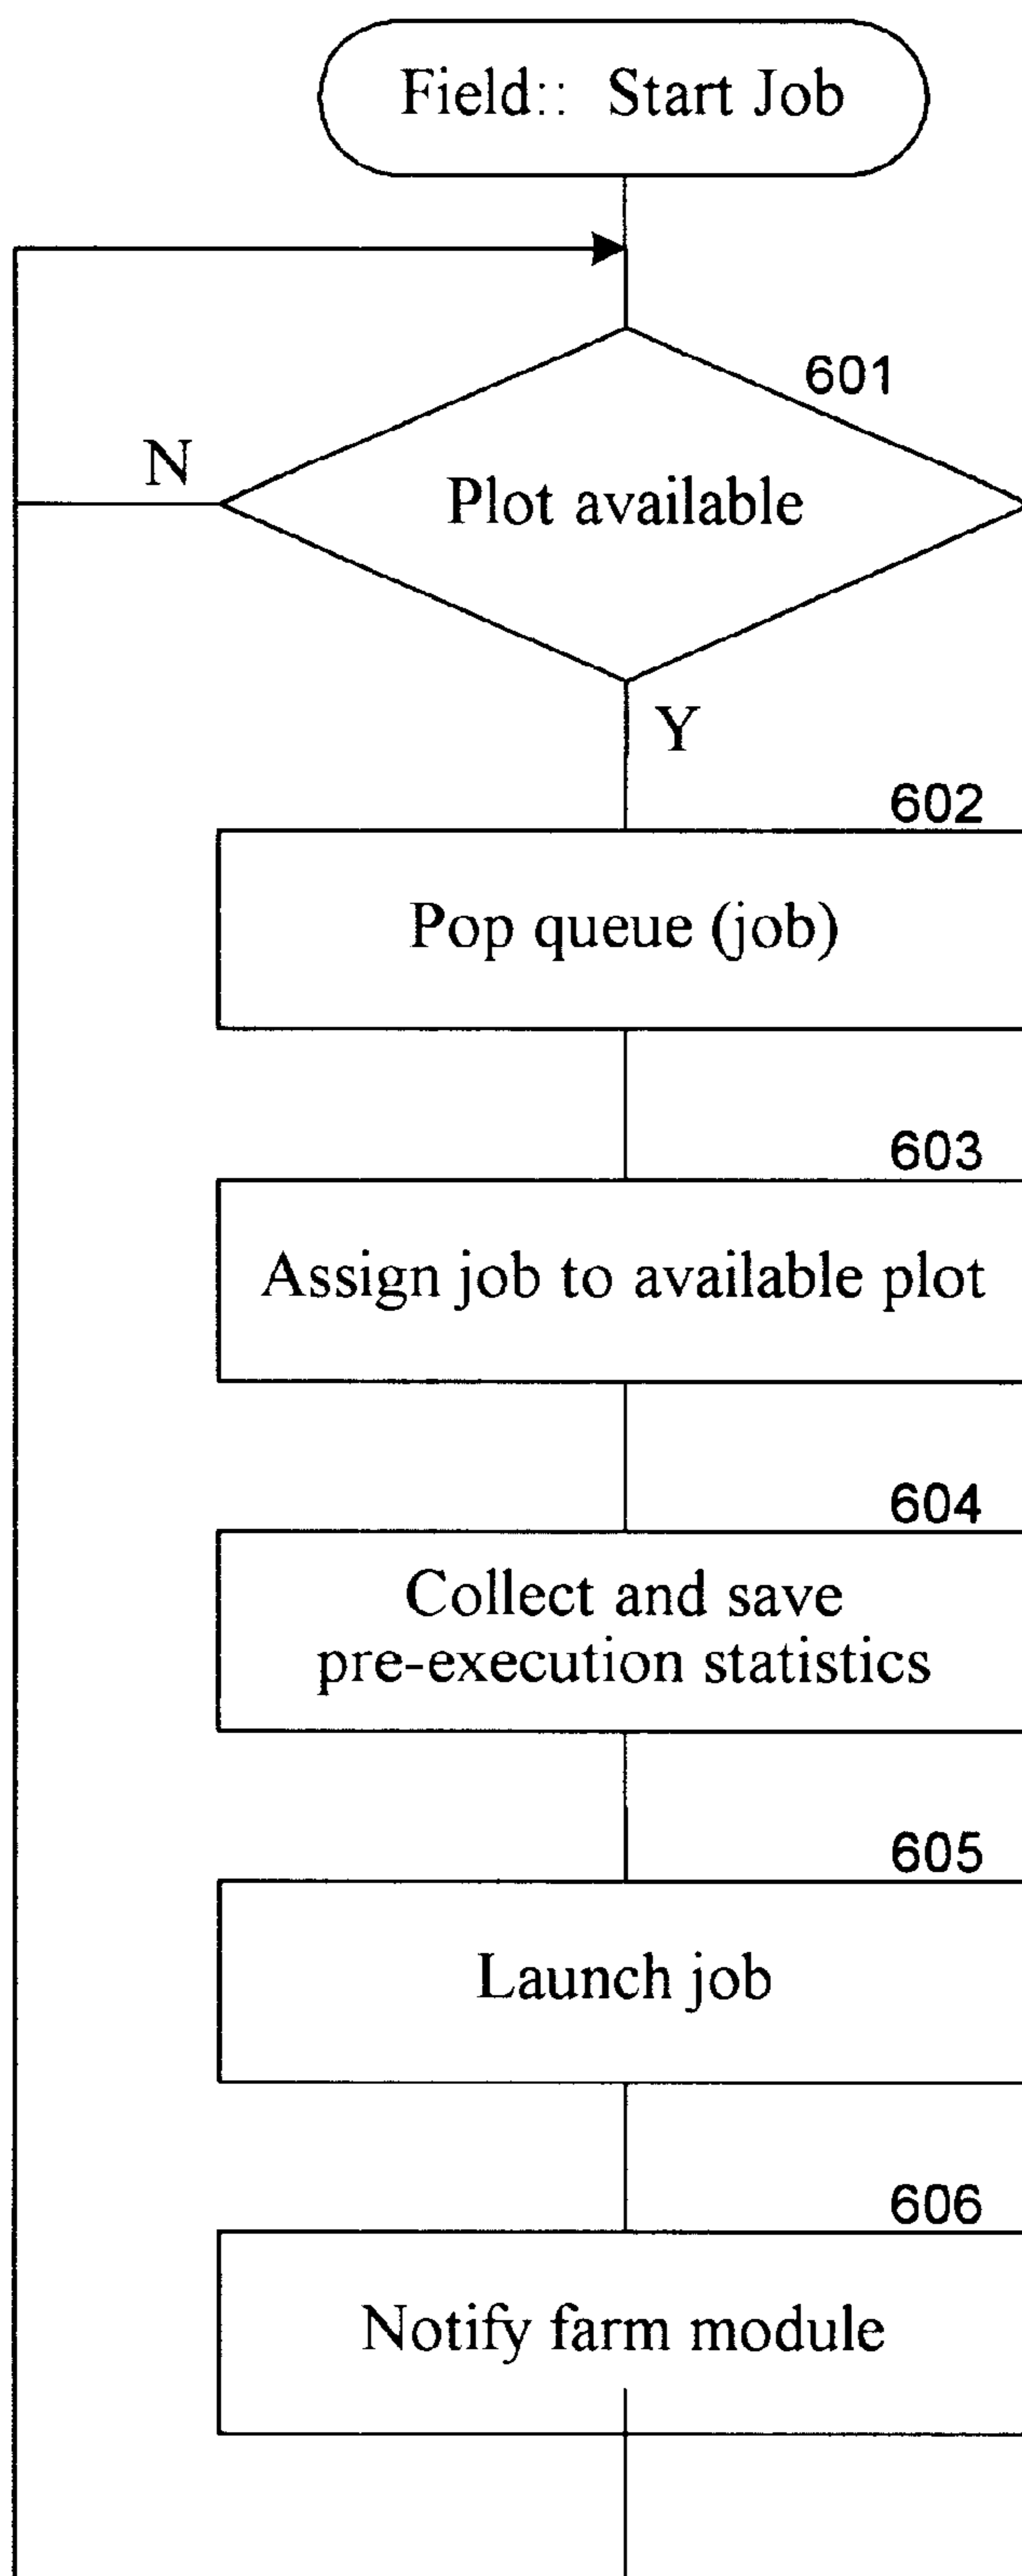 Field:: Start Job
601
N
Plot available
Y
602
Pop queue (job)
603
Assign job to available plot
604
Collect and save
pre-execution statistics
605
Launch job
606
Notify farm module